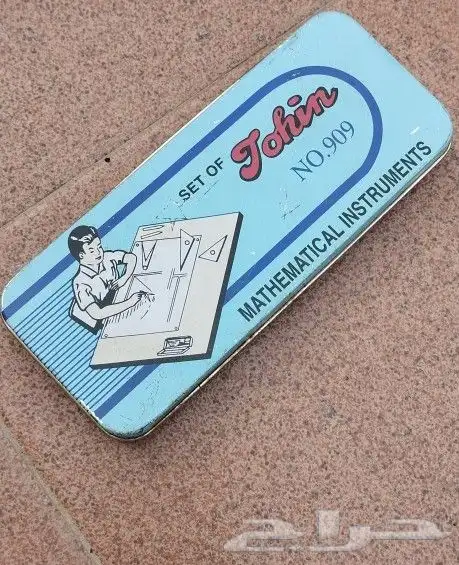 SET OF
Tohin
NO.909
MATHEMATICAL INSTRUMENTS
حراج